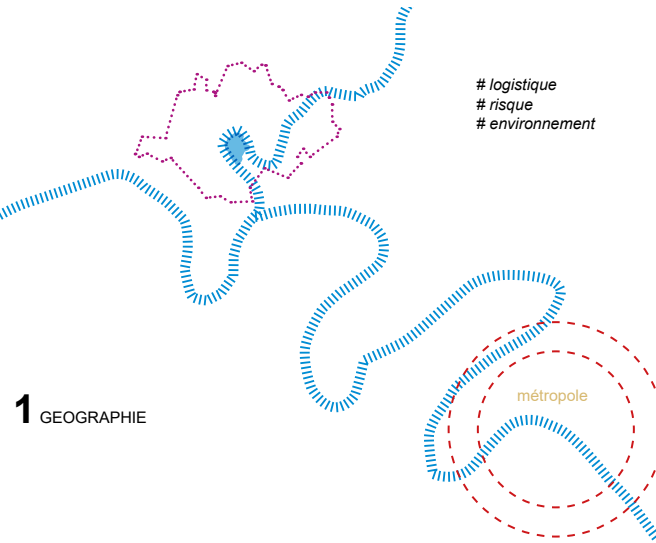 # logistique
# risque
# environnement
métropole
1 GEOGRAPHIE